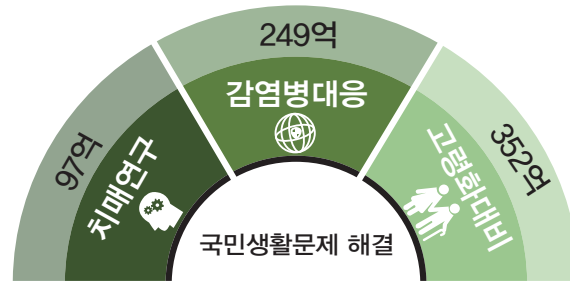 97억
치매연구
249억
감염병대응
352억
고령화대비
국민생활문제 해결